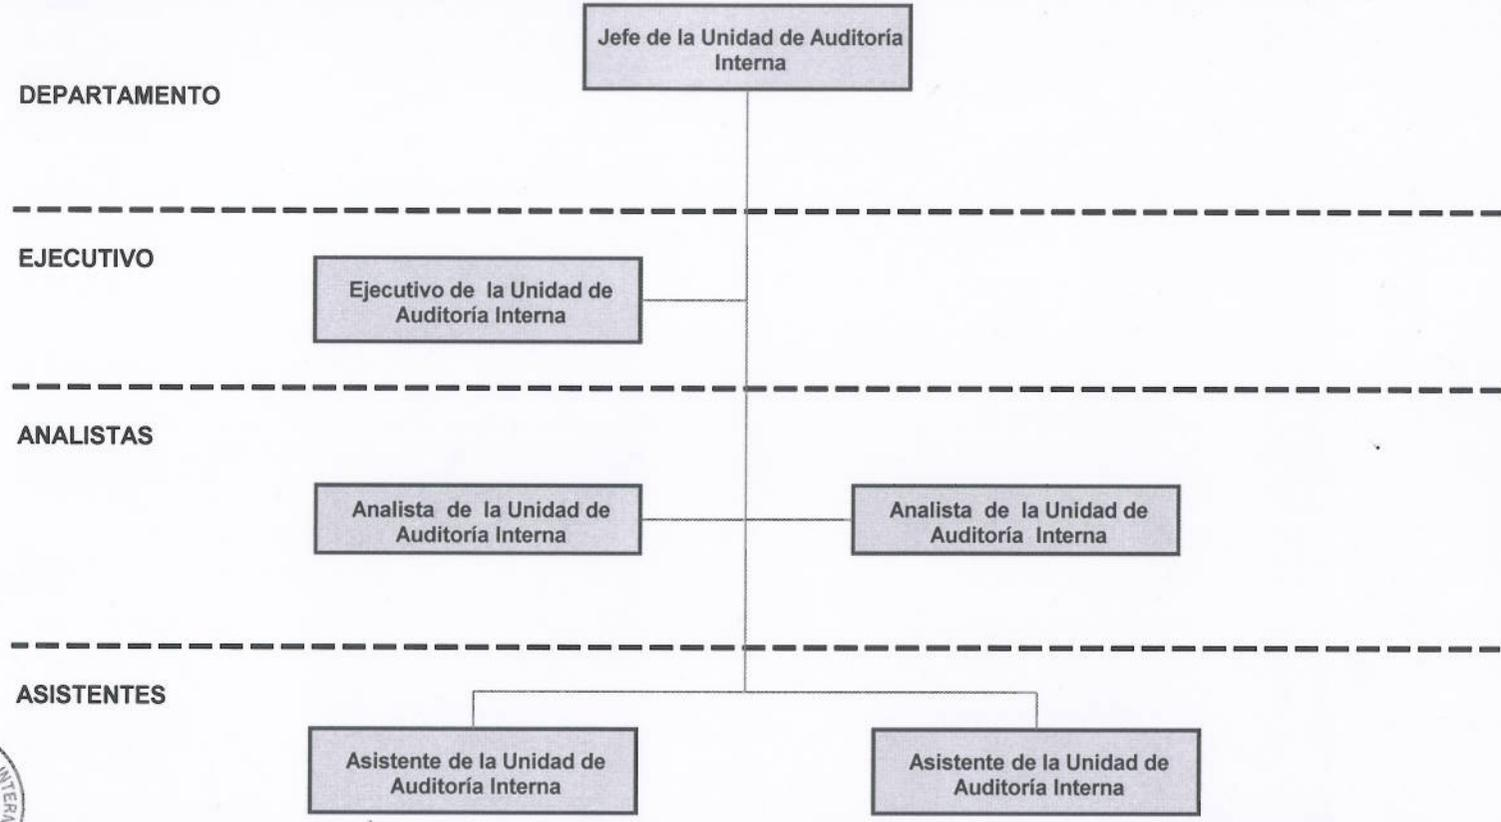 Jefe de la Unidad de Auditoría
Interna
DEPARTAMENTO
EJECUTIVO
Ejecutivo de la Unidad de
Auditoría Interna
ANALISTAS
Analista de la Unidad de
Auditoría Interna
Analista de la Unidad de
Auditoría Interna
ASISTENTES
Asistente de la Unidad de
Auditoría Interna
Asistente de la Unidad de
Auditoría Interna